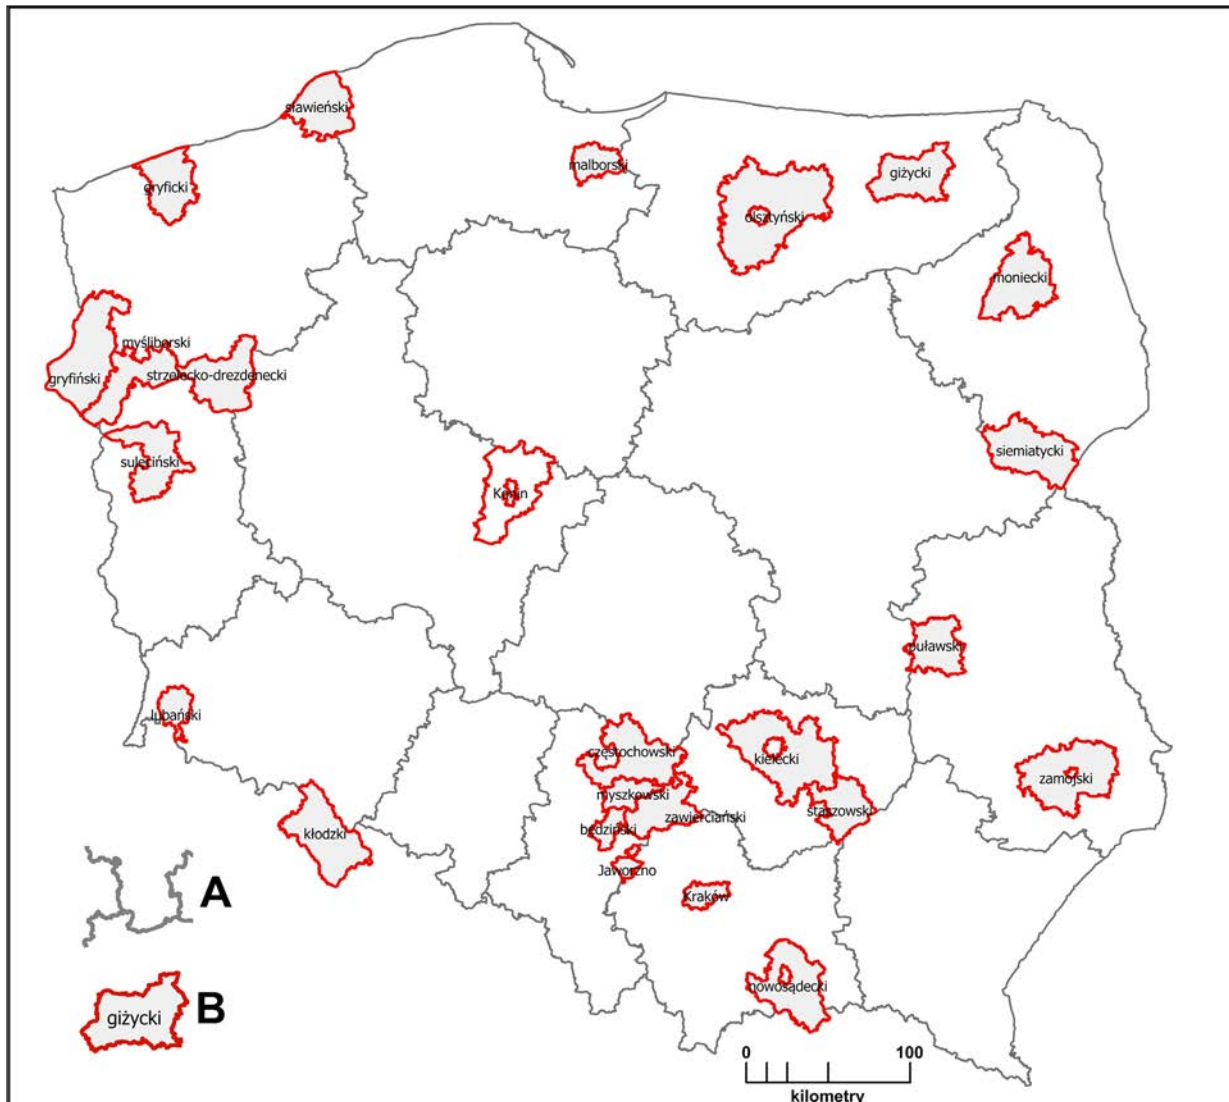 sławieński
malborski
giżycki
gryficki
olsztyński
moniecki
myśliborski
strzelecko-drezdenecki
gryfiński
siemiatycki
sulęciński
Konin
puławski
lubański
częstochowski
kielecki
zamojski
myszkowski
staszowski
zawierciański
będziński
kłodzki
Jaworzno
Kraków
A
nowosądecki
B
giżycki
0 100
kilometry